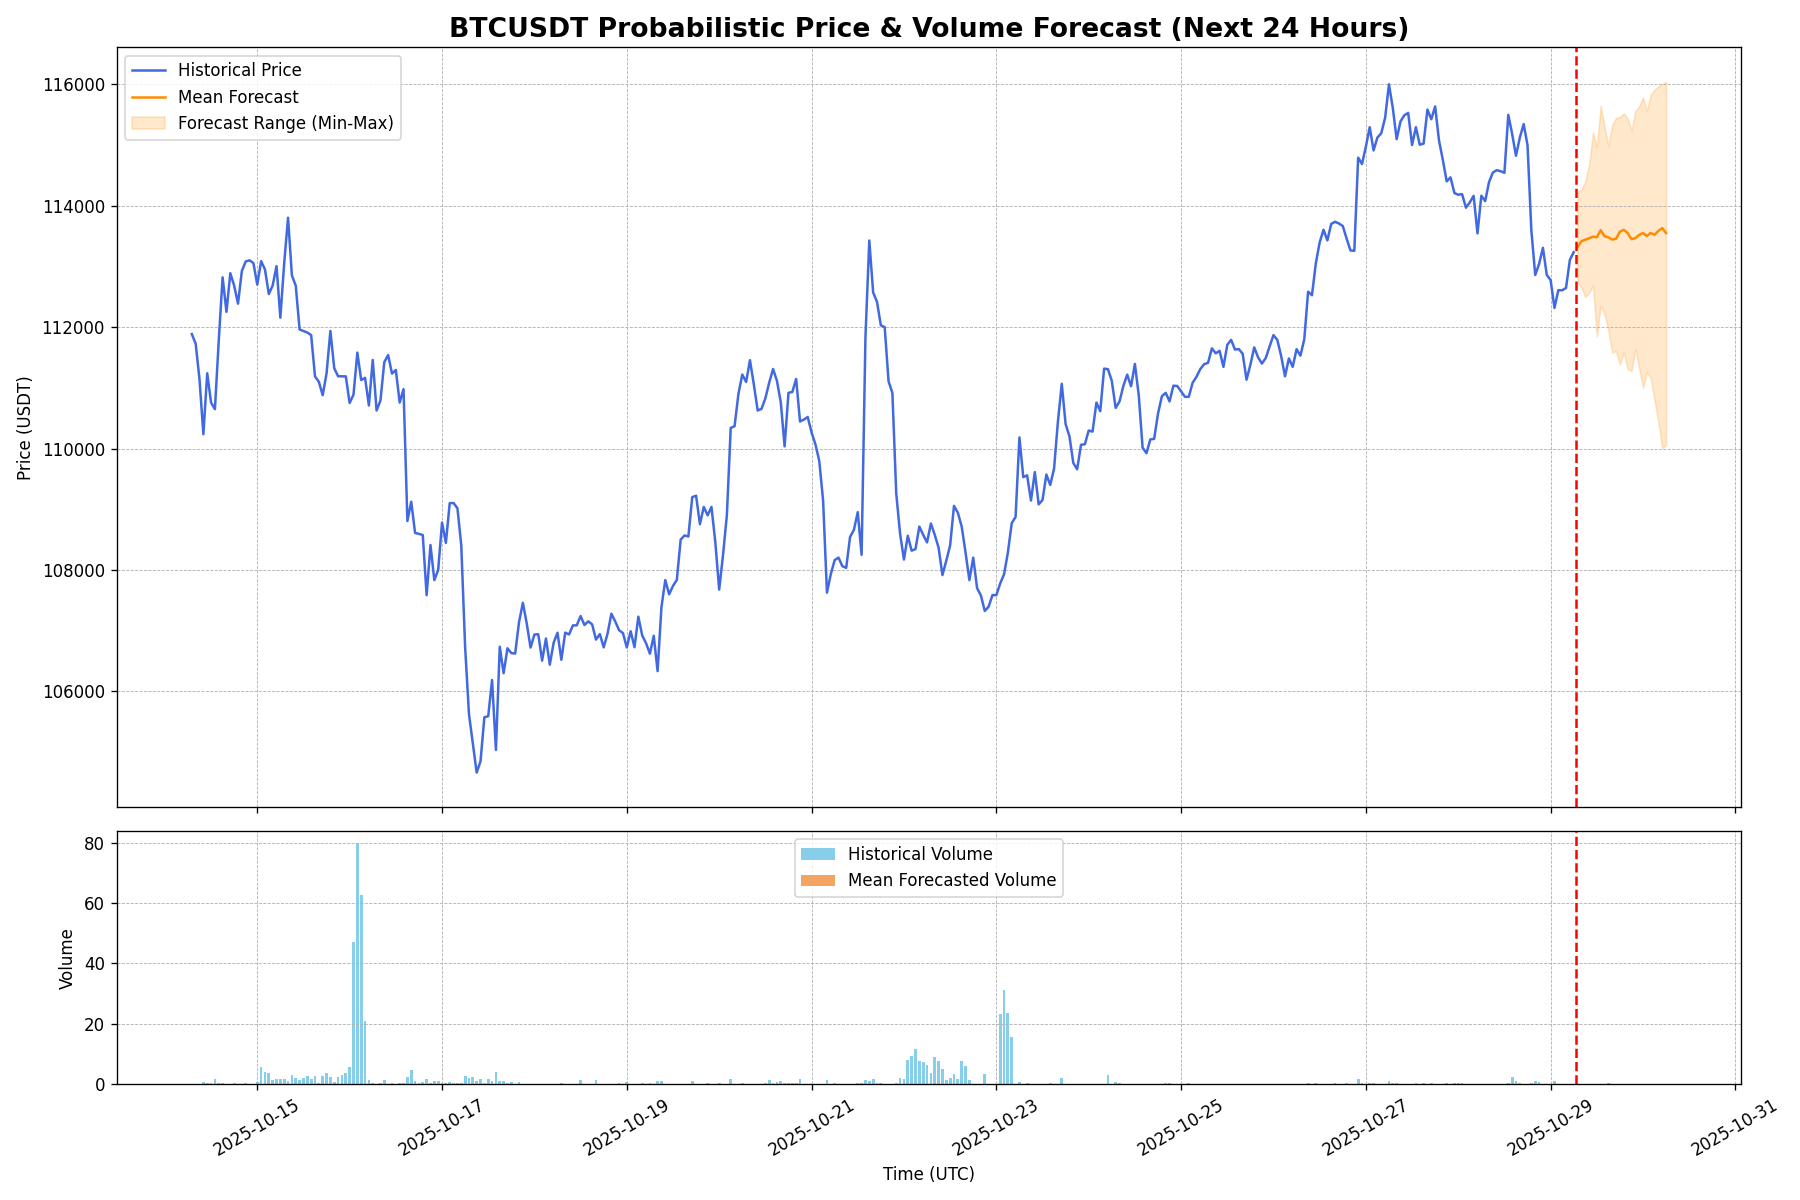 BTCUSDT Probabilistic Price & Volume Forecast (Next 24 Hours)
Historical Price
Mean Forecast
Forecast Range (Min-Max)
116000
114000
112000
110000
108000
106000
Price (USDT)
Historical Volume
Mean Forecasted Volume
80
60
40
20
0
Volume
2025-10-15
2025-10-17
2025-10-19
2025-10-21
2025-10-23
2025-10-25
2025-10-27
2025-10-29
2025-10-31
Time (UTC)